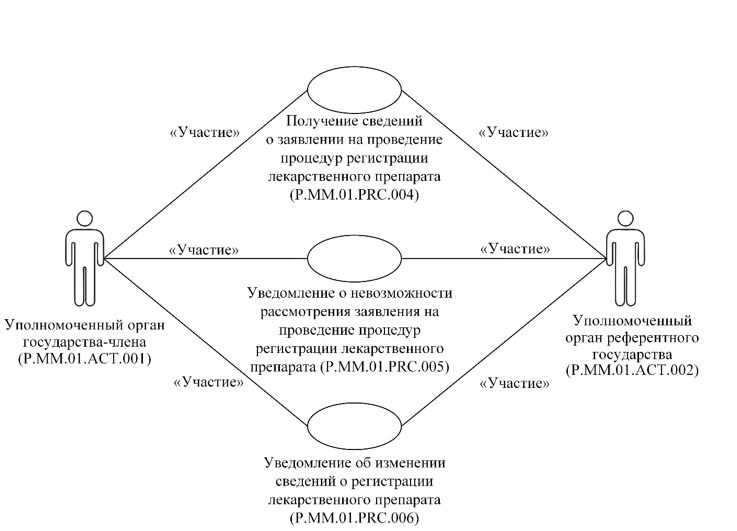 «Участие»
«Участие»
Получение сведений
о заявлении на проведение
процедур регистрации
лекарственного препарата
(P.MM.01.PRC.004)
«Участие»
«Участие»
Уполномоченный орган
государства-члена
(P.MM.01.ACT.001)
Уведомление о невозможности
рассмотрения заявления на
проведение процедур
регистрации лекарственного
препарата (P.MM.01.PRC.005)
Уполномоченный
орган референтного
государства
(P.MM.01.ACT.002)
«Участие»
«Участие»
Уведомление об изменении
сведений о регистрации
лекарственного препарата
(P.MM.01.PRC.006)